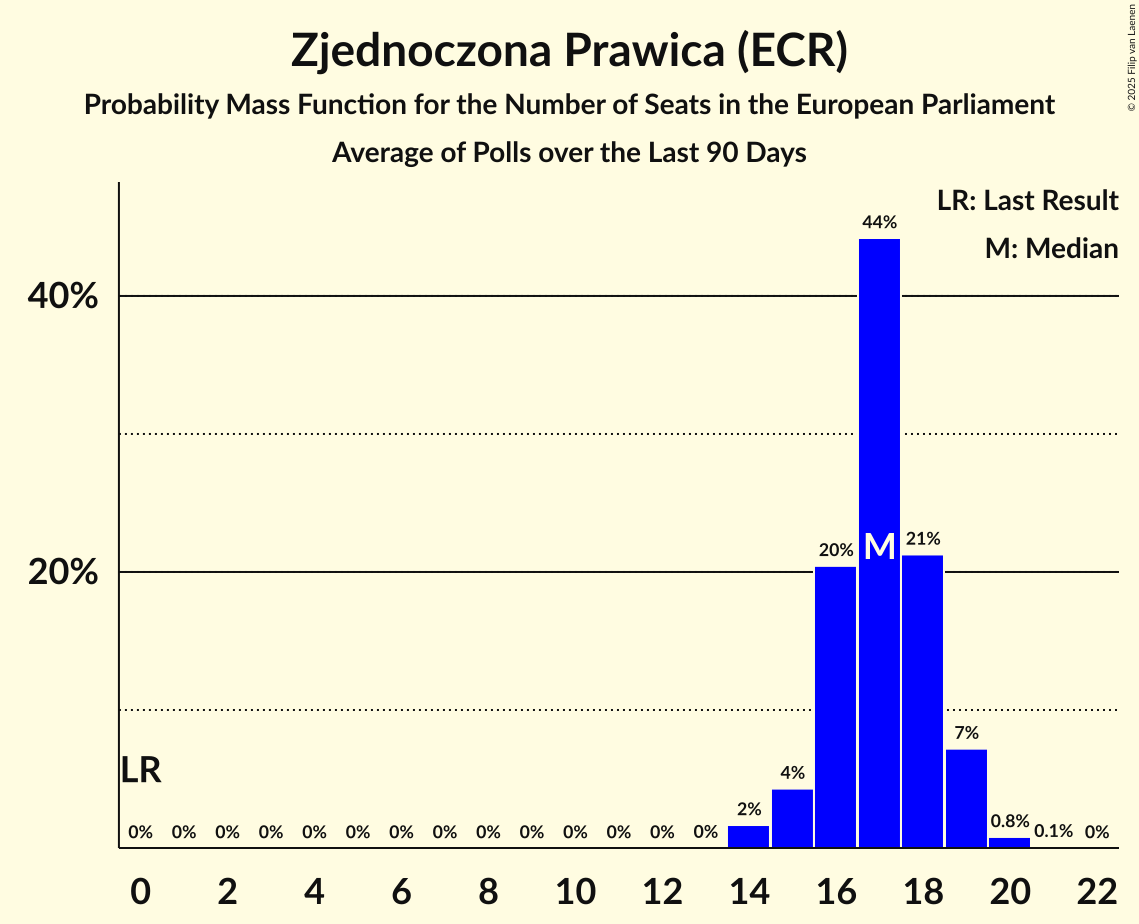 Zjednoczona Prawica (ECR)
Probability Mass Function for the Number of Seats in the European Parliament
Average of Polls over the Last 90 Days
© 2025 Filip van Laenen
LR: Last Result
M: Median
44%
40%
21%
20%
M
20%
7%
LR
4%
2%
0.8%
0% 0% 0% 0% 0% 0% 0% 0% 0% 0% 0% 0% 0% 0% 0.1% 0%
0 2 4 6 8 10 12 14 16 18 20 22